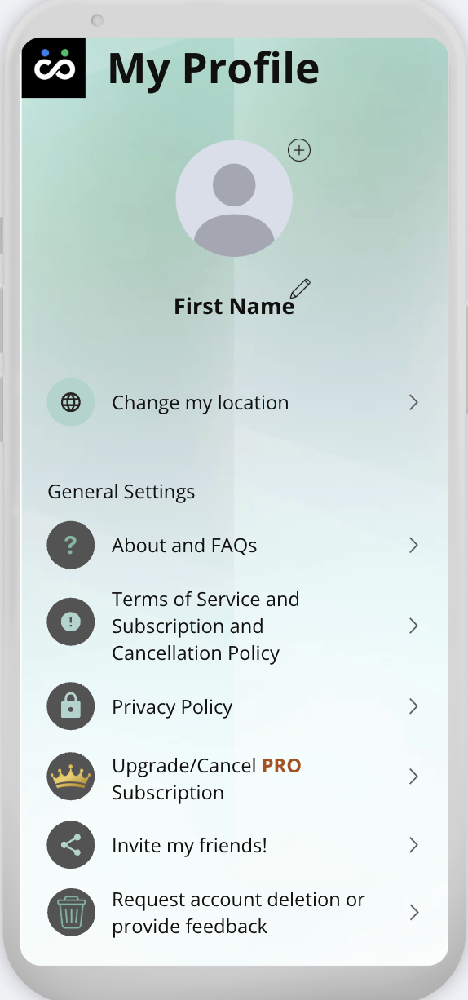 My Profile
First Name
Change my location
General Settings
About and FAQs
Terms of Service and
Subscription and
Cancellation Policy
Privacy Policy
Upgrade/Cancel PRO
Subscription
Invite my friends!
Request account deletion or
provide feedback